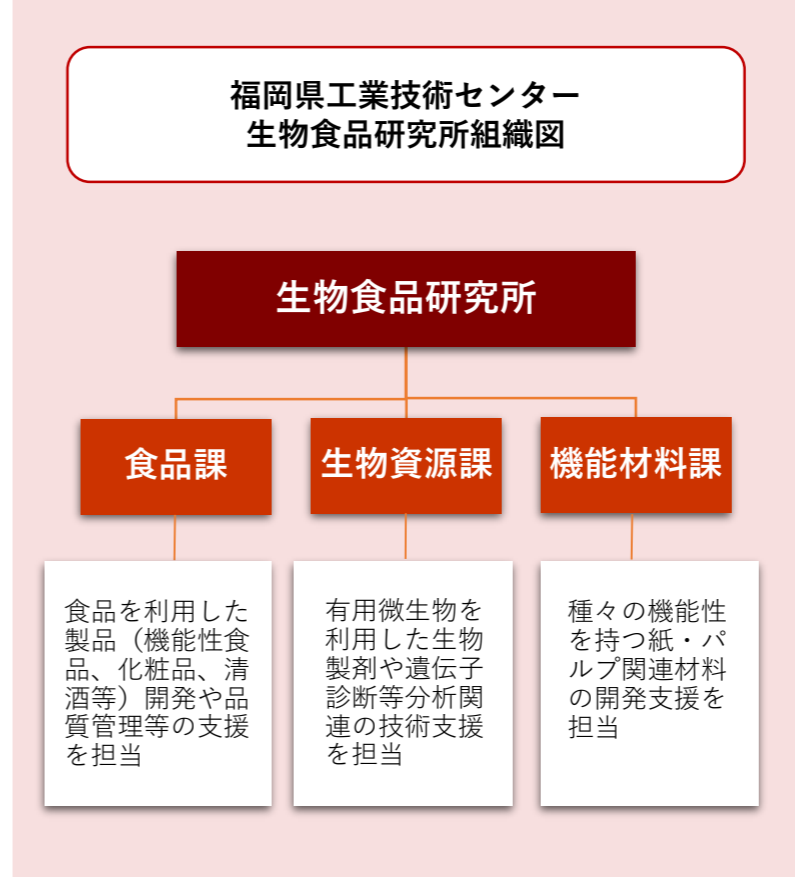 福岡県工業技術センター
生物食品研究所組織図
生物食品研究所
食品課
生物資源課
機能材料課
食品を利用した
製品（機能性食
品、化粧品、清
酒等）開発や品
質管理等の支援
を担当
有用微生物を
利用した生物
製剤や遺伝子
診断等分析関
連の技術支援
を担当
種々の機能性
を持つ紙・パ
ルプ関連材料
の開発支援を
担当